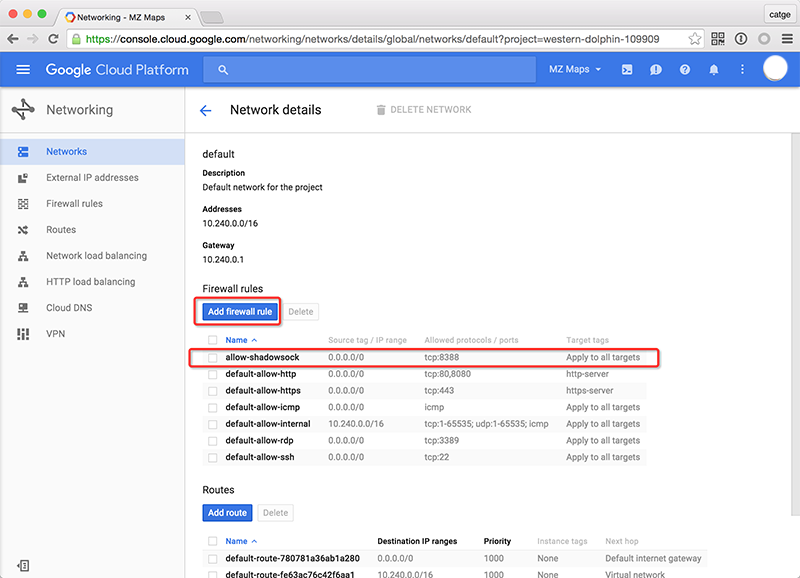 Networking - MZ Maps
catge
https://console.cloud.google.com/networking/networks/details/global/networks/default?project=western-dolphin-109909
Google Cloud Platform
MZ Maps
Networking
Network details
DELETE NETWORK
Networks
External IP addresses
Firewall rules
Routes
Network load balancing
HTTP load balancing
Cloud DNS
VPN
default
Description
Default network for the project
Addresses
10.240.0.0/16
Gateway
10.240.0.1
Firewall rules
Add firewall rule Delete
Name Source tag / IP range Allowed protocols / ports Target tags
allow-shadowsock 0.0.0.0/0 tcp:8388 Apply to all targets
default-allow-http 0.0.0.0/0 tcp:80,8080 http-server
default-allow-https 0.0.0.0/0 tcp:443 https-server
default-allow-icmp 0.0.0.0/0 icmp Apply to all targets
default-allow-internal 10.240.0.0/16 tcp:1-65535; udp:1-65535; icmp Apply to all targets
default-allow-rdp 0.0.0.0/0 tcp:3389 Apply to all targets
default-allow-ssh 0.0.0.0/0 tcp:22 Apply to all targets
Routes
Add route Delete
Name Destination IP ranges Priority Instance tags Next hop
default-route-780781a36ab1a280 0.0.0.0/0 1000 None Default internet gateway
default-route-fe63ac76c42f6aa1 10.240.0.0/16 1000 None Virtual network